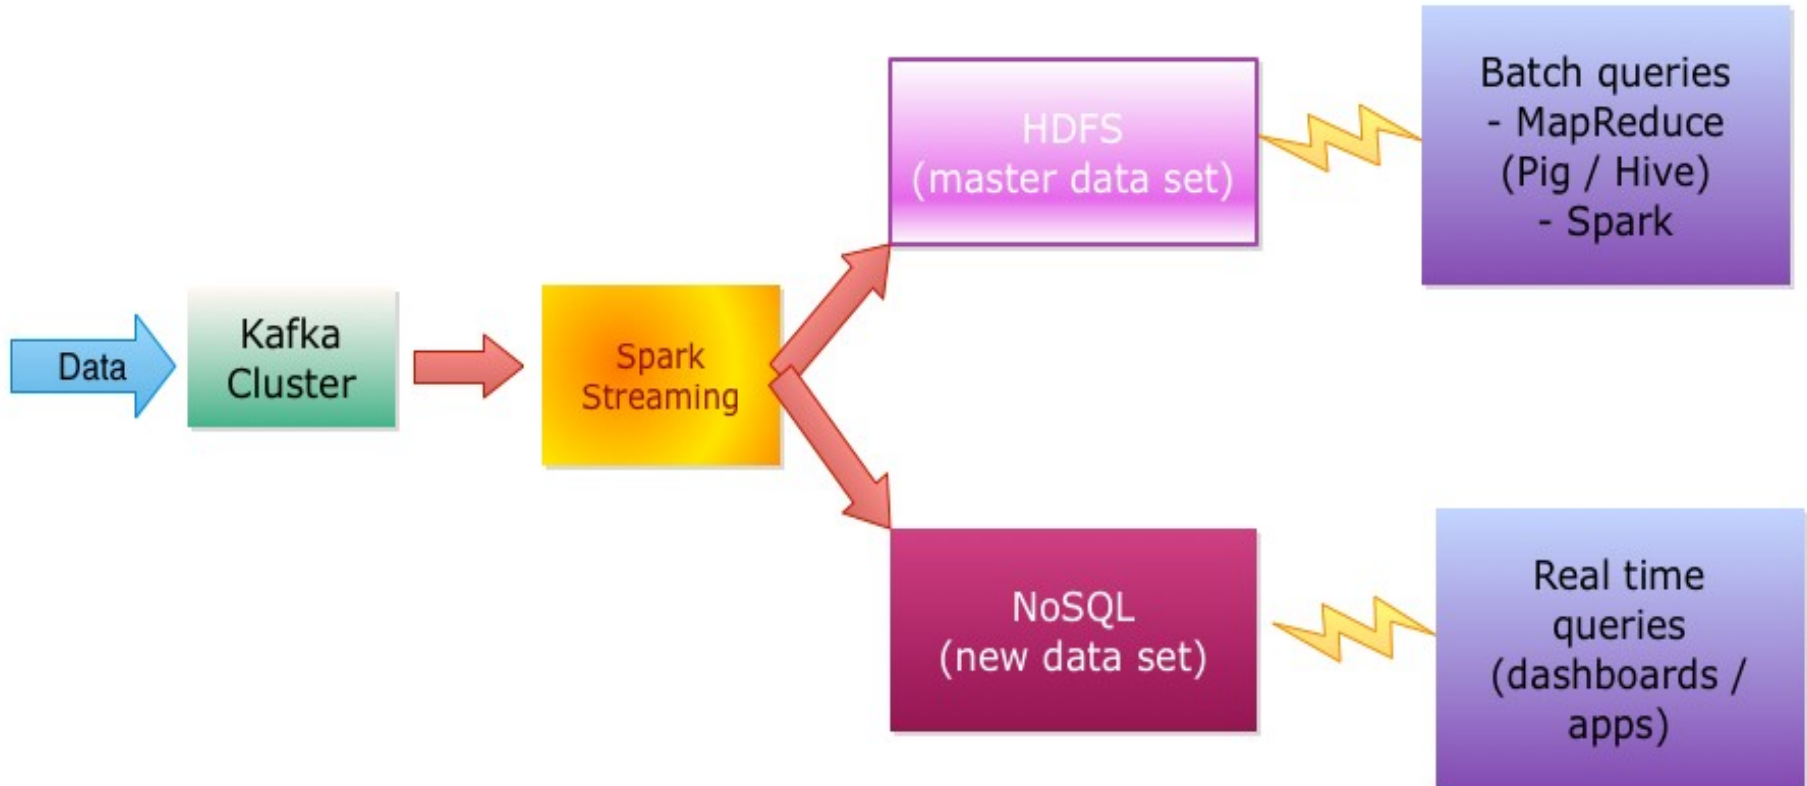 Data
Kafka
Cluster
Spark
Streaming
HDFS
(master data set)
Batch queries
- MapReduce
(Pig / Hive)
- Spark
NoSQL
(new data set)
Real time
queries
(dashboards /
apps)